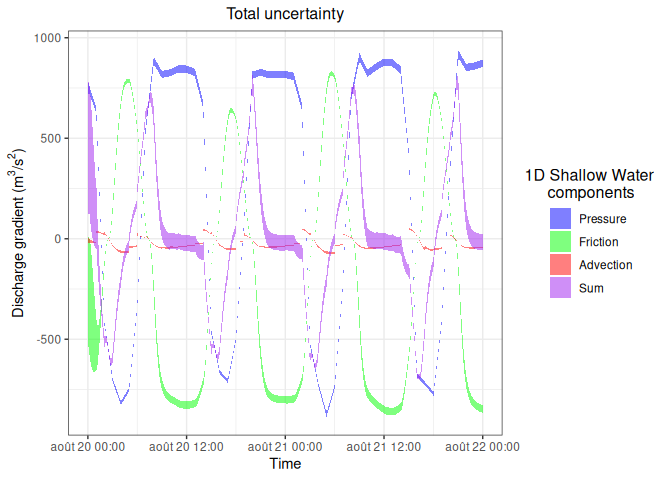 Total uncertainty
1000
500
0
-500
Discharge gradient (m³/s²)
août 20 00:00 août 20 12:00 août 21 00:00 août 21 12:00 août 22 00:00
Time
1D Shallow Water
components
Pressure
Friction
Advection
Sum